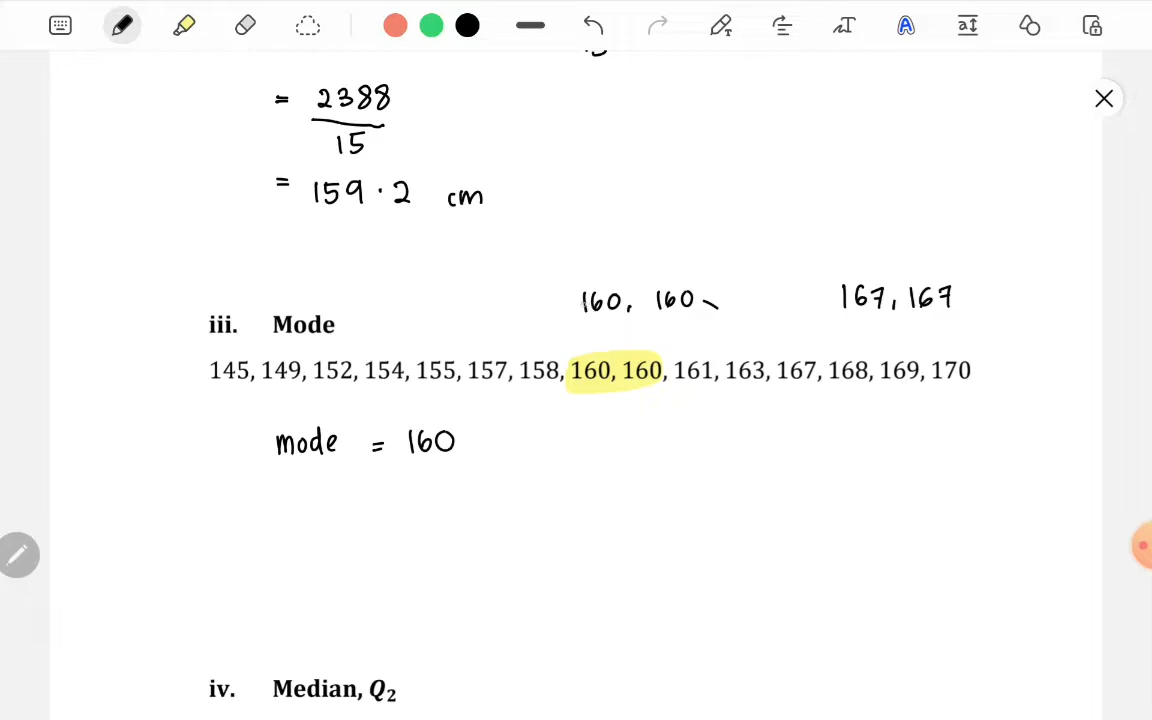 = 2388
15
= 159.2 cm
160, 160 167, 167
iii. Mode
145, 149, 152, 154, 155, 157, 158, 160, 160, 161, 163, 167, 168, 169, 170
mode = 160
iv. Median, Q₂